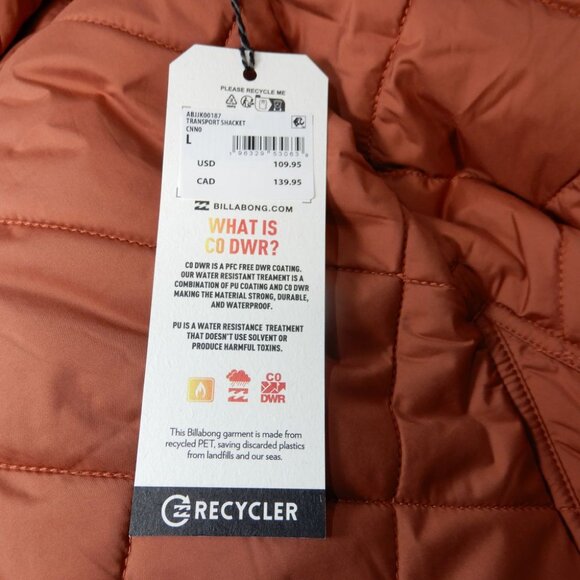 PLEASE RECYCLE ME
ABJJK00187
TRANSPORT SHACKET
CNN0
L
USD 109.95
CAD 139.95
BILLABONG.COM
WHAT IS
C0 DWR?
C0 DWR IS A PFC FREE DWR COATING.
OUR WATER RESISTANT TREAMENT IS A
COMBINATION OF PU COATING AND C0 DWR
MAKING THE MATERIAL STRONG, DURABLE,
AND WATERPROOF.
PU IS A WATER RESISTANCE TREATMENT
THAT DOESN'T USE SOLVENT OR
PRODUCE HARMFUL TOXINS.
C0
DWR
This Billabong garment is made from
recycled PET, saving discarded plastics
from landfills and our seas.
RECYCLER